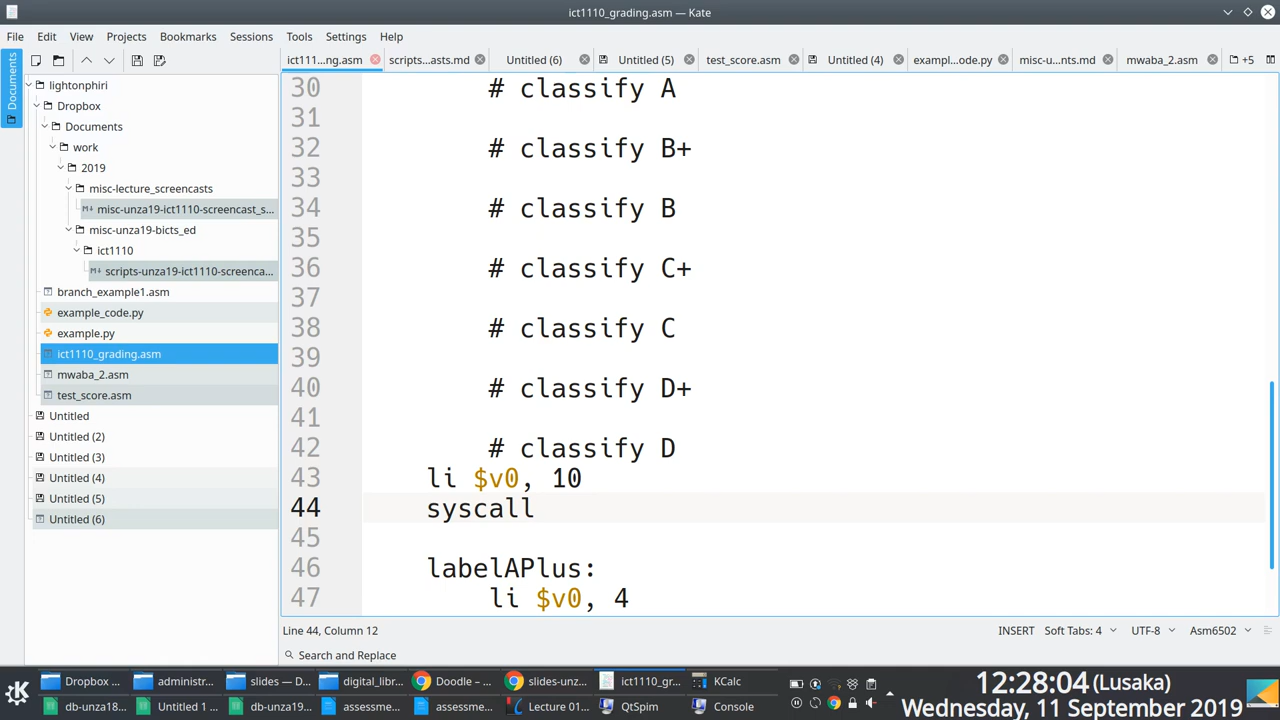 ict1110_grading.asm — Kate
File Edit View Projects Bookmarks Sessions Tools Settings Help
Documents
ict111...ng.asm scripts...asts.md Untitled (6) Untitled (5) test_score.asm Untitled (4) exampl...ode.py misc-u...nts.md mwaba_2.asm +5
lightonphiri
Dropbox
Documents
work
2019
misc-lecture_screencasts
misc-unza19-ict1110-screencast_s...
misc-unza19-bicts_ed
ict1110
scripts-unza19-ict1110-screenca...
branch_example1.asm
example_code.py
example.py
ict1110_grading.asm
mwaba_2.asm
test_score.asm
Untitled
Untitled (2)
Untitled (3)
Untitled (4)
Untitled (5)
Untitled (6)
30 # classify A
31
32 # classify B+
33
34 # classify B
35
36 # classify C+
37
38 # classify C
39
40 # classify D+
41
42 # classify D
43 li $v0, 10
44 syscall
45
46 labelAPlus:
47 li $v0, 4
Line 44, Column 12 INSERT Soft Tabs: 4 UTF-8 Asm6502
Search and Replace
Dropbox ... administr... slides — D... digital_libr... Doodle – ... slides-unz... ict1110_gr... KCalc
db-unza18... Untitled 1 ... db-unza19... assessme... assessme... Lecture 01... QtSpim Console
12:28:04 (Lusaka)
Wednesday, 11 September 2019